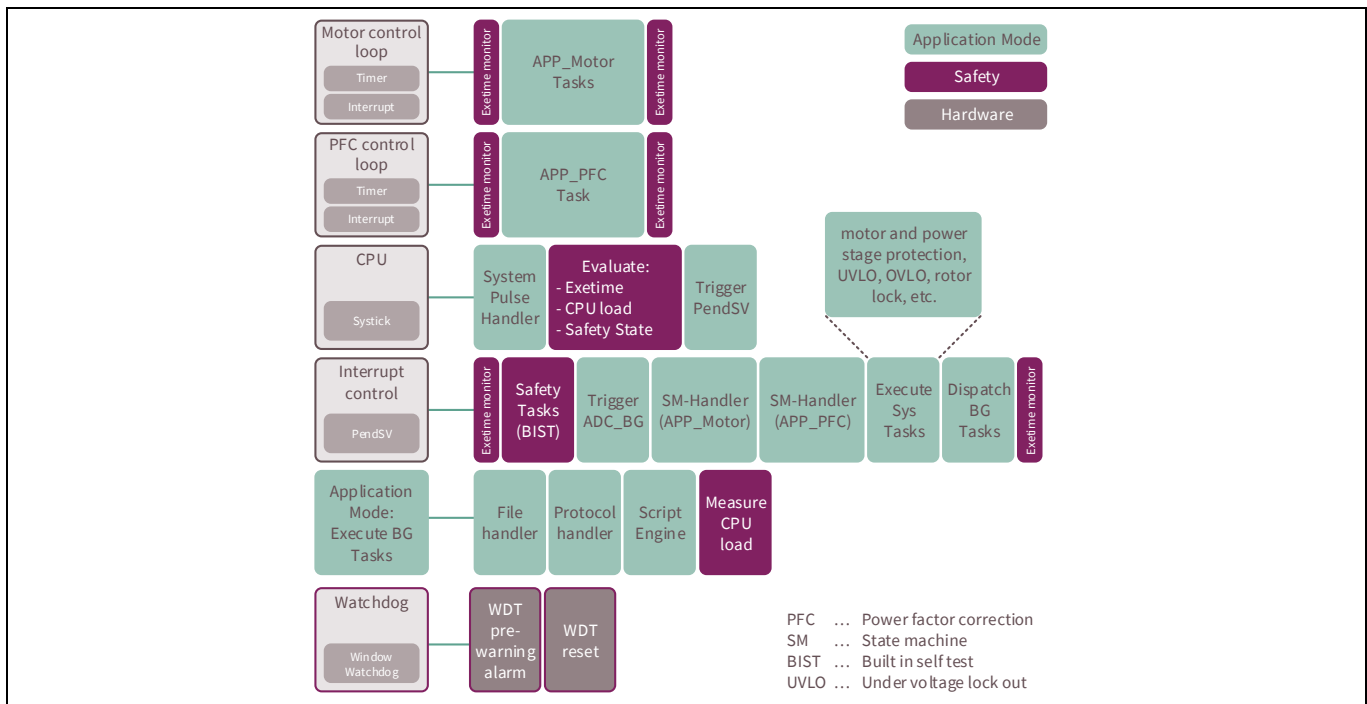 Motor control
loop
Timer
Interrupt
Exetime monitor
APP_Motor
Tasks
Exetime monitor
Application Mode
Safety
Hardware
PFC control
loop
Timer
Interrupt
Exetime monitor
APP_PFC
Task
Exetime monitor
motor and power
stage protection,
UVLO, OVLO, rotor
lock, etc.
CPU
Systick
System
Pulse
Handler
Evaluate:
- Exetime
- CPU load
- Safety State
Trigger
PendSV
Interrupt
control
PendSV
Exetime monitor
Safety
Tasks
(BIST)
Trigger
ADC_BG
SM-Handler
(APP_Motor)
SM-Handler
(APP_PFC)
Execute
Sys
Tasks
Dispatch
BG
Tasks
Exetime monitor
Application
Mode:
Execute BG
Tasks
File
handler
Protocol
handler
Script
Engine
Measure
CPU
load
Watchdog
Window
Watchdog
WDT
pre-
warning
alarm
WDT
reset
PFC … Power factor correction
SM … State machine
BIST … Built in self test
UVLO … Under voltage lock out